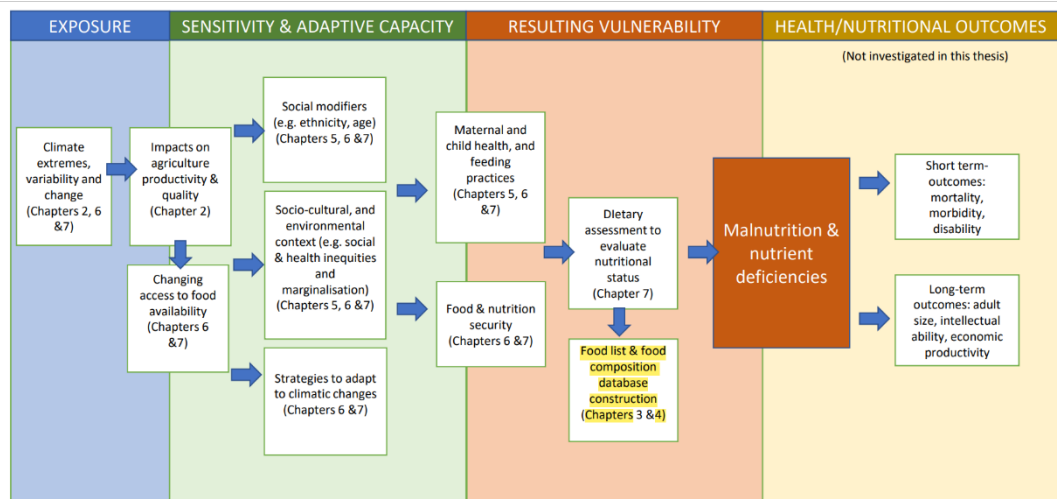 EXPOSURE
SENSITIVITY & ADAPTIVE CAPACITY
RESULTING VULNERABILITY
HEALTH/NUTRITIONAL OUTCOMES
(Not investigated in this thesis)
Climate
extremes,
variability and
change
(Chapters 2, 6
&7)
Impacts on
agriculture
productivity &
quality
(Chapter 2)
Changing
access to food
availability
(Chapters 6
&7)
Social modifiers
(e.g. ethnicity, age)
(Chapters 5, 6 &7)
Socio-cultural, and
environmental
context (e.g. social
& health inequities
and
marginalisation)
(Chapters 5, 6 &7)
Strategies to adapt
to climatic changes
(Chapters 6 &7)
Maternal and
child health, and
feeding
practices
(Chapters 5, 6
&7)
Food & nutrition
security
(Chapters 6 &7)
DIetary
assessment to
evaluate
nutritional
status
(Chapter 7)
Food list & food
composition
database
construction
(Chapters 3 &4)
Malnutrition &
nutrient
deficiencies
Short term-
outcomes:
mortality,
morbidity,
disability
Long-term
outcomes: adult
size, intellectual
ability, economic
productivity